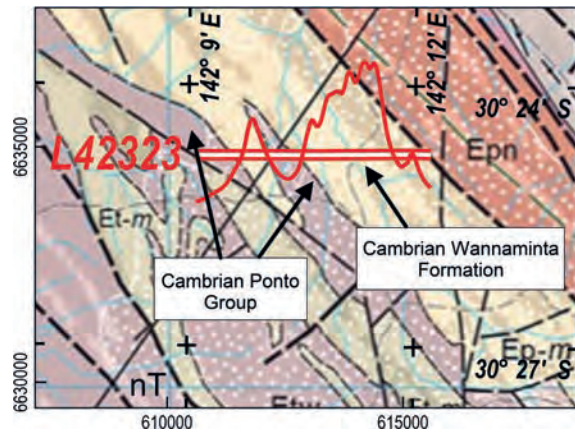 142° 9' E
142° 12' E
30° 24' S
6635000
L42323
Epn
Et-m
Cambrian Ponto
Group
Cambrian Wannaminta
Formation
Ep-m
30° 27' S
6630000
nT
Et-m
610000
615000